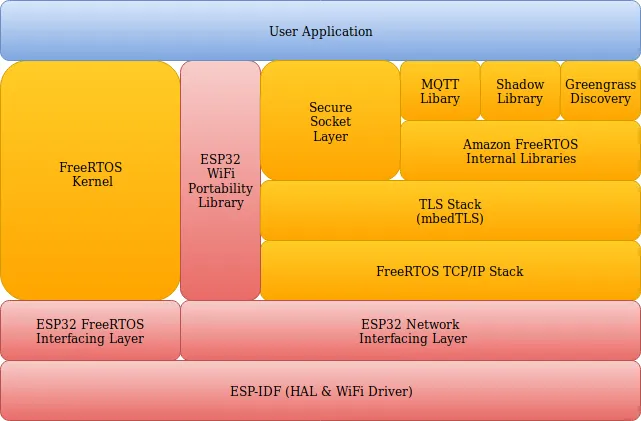 User Application
FreeRTOS
Kernel
ESP32
WiFi
Portability
Library
Secure
Socket
Layer
MQTT
Libary
Shadow
Library
Greengrass
Discovery
Amazon FreeRTOS
Internal Libraries
TLS Stack
(mbedTLS)
FreeRTOS TCP/IP Stack
ESP32 FreeRTOS
Interfacing Layer
ESP32 Network
Interfacing Layer
ESP-IDF (HAL & WiFi Driver)